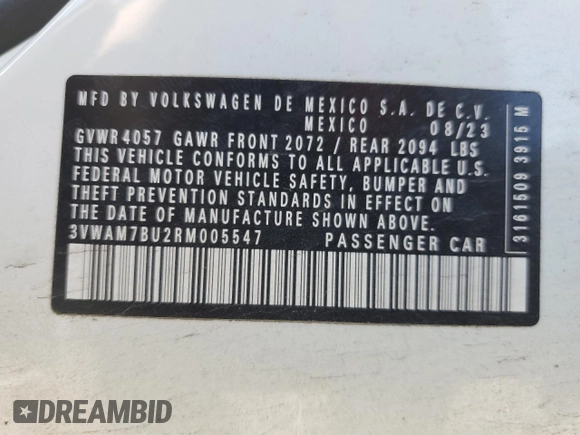 MFD BY VOLKSWAGEN DE MEXICO S.A. DE C.V.
MEXICO 08/23
GVWR 4057 GAWR FRONT 2072 / REAR 2094 LBS
THIS VEHICLE CONFORMS TO ALL APPLICABLE U.S.
FEDERAL MOTOR VEHICLE SAFETY, BUMPER AND
THEFT PREVENTION STANDARDS IN EFFECT ON
THE DATE OF MANUFACTURE SHOWN ABOVE.
3VWAM7BU2RM005547 PASSENGER CAR
3161509 3915 M
DREAMBID